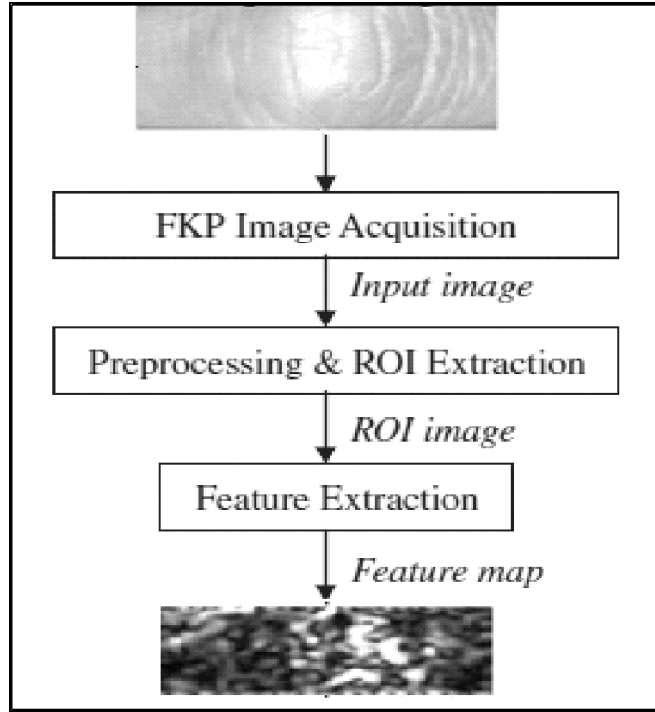 FKP Image Acquisition
Input image
Preprocessing & ROI Extraction
ROI image
Feature Extraction
Feature map